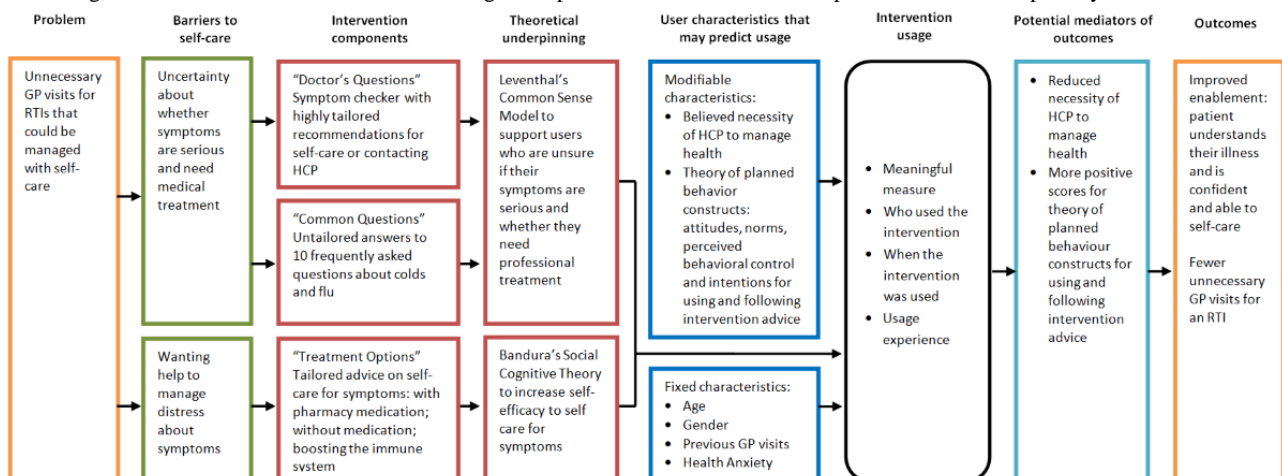 Problem
Barriers to
self-care
Intervention
components
Theoretical
underpinning
User characteristics that
may predict usage
Intervention
usage
Potential mediators of
outcomes
Outcomes
Unnecessary
GP visits for
RTIs that
could be
managed
with self-
care
Uncertainty
about
whether
symptoms
are serious
and need
medical
treatment
Wanting
help to
manage
distress
about
symptoms
“Doctor’s Questions”
Symptom checker with
highly tailored
recommendations for
self-care or contacting
HCP
“Common Questions”
Untailored answers to
10 frequently asked
questions about colds
and flu
“Treatment Options”
Tailored advice on self-
care for symptoms: with
pharmacy medication;
without medication;
boosting the immune
system
Leventhal’s
Common Sense
Model to
support users
who are unsure
if their
symptoms are
serious and
whether they
need
professional
treatment
Bandura’s Social
Cognitive Theory
to increase self-
efficacy to self
care for
symptoms
Modifiable
characteristics:
• Believed necessity
of HCP to manage
health
• Theory of planned
behavior
constructs:
attitudes, norms,
perceived
behavioral control
and intentions for
using and following
intervention advice
Fixed characteristics:
• Age
• Gender
• Previous GP visits
• Health Anxiety
• Meaningful
measure
• Who used the
intervention
• When the
intervention
was used
• Usage
experience
• Reduced
necessity of
HCP to
manage
health
• More positive
scores for
theory of
planned
behaviour
constructs for
using and
following
intervention
advice
Improved
enablement:
patient
understands
their illness
and is
confident
and able to
self-care
Fewer
unnecessary
GP visits for
an RTI